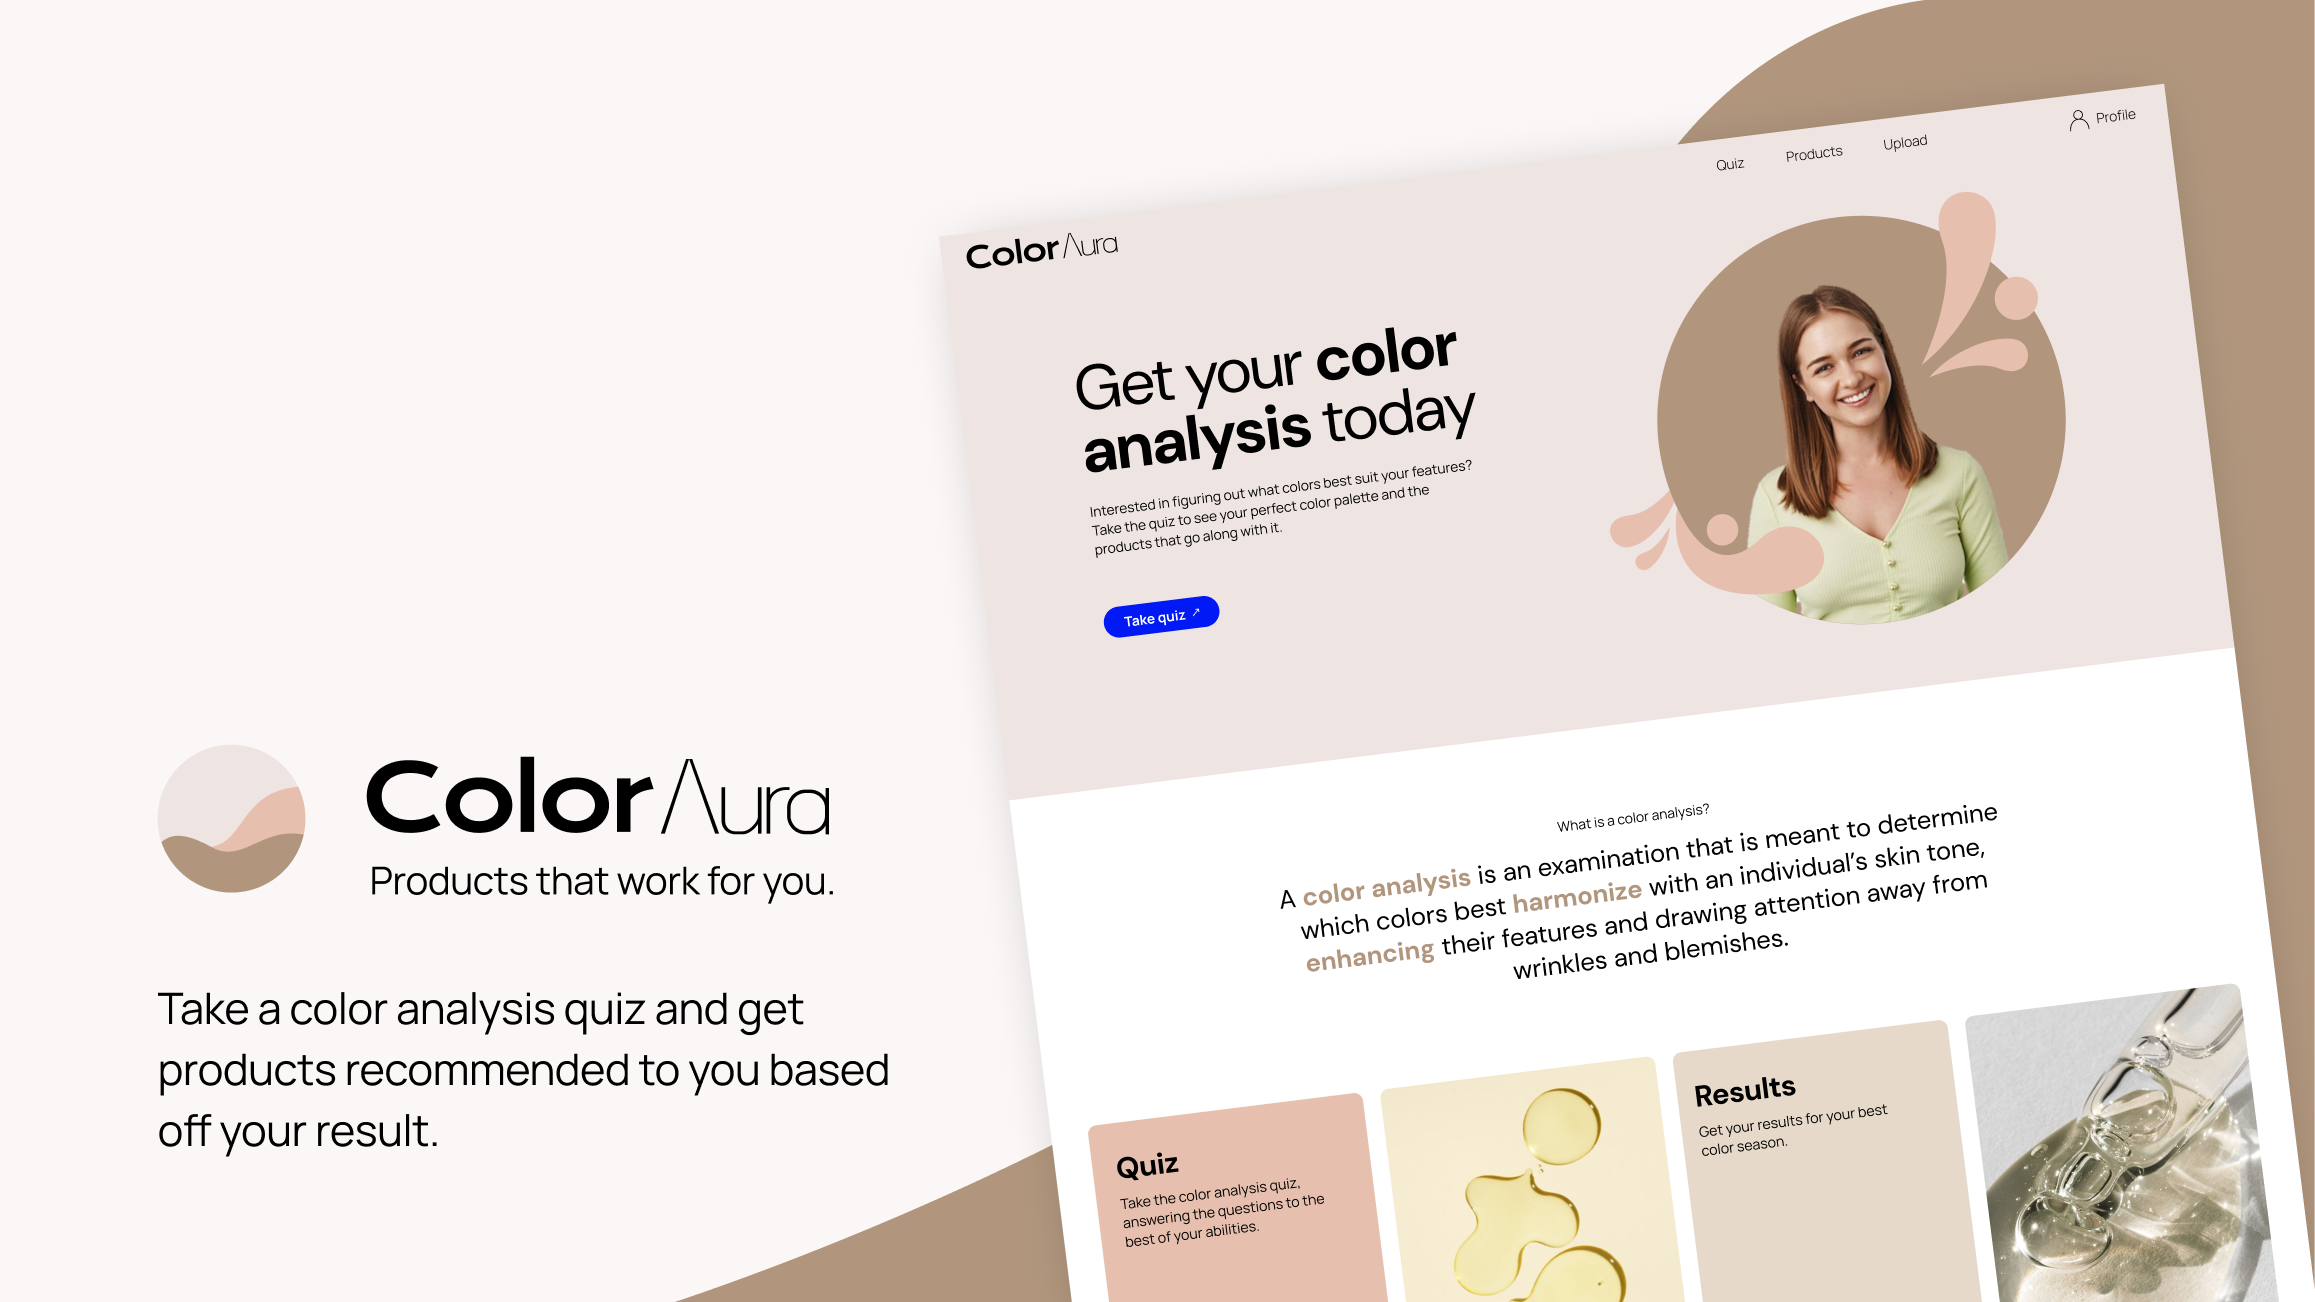 ColorAura
Products that work for you.
Take a color analysis quiz and get
products recommended to you based
off your result.
ColorAura
Quiz
Products
Upload
Profile
Get your color
analysis today
Interested in figuring out what colors best suit your features?
Take the quiz to see your perfect color palette and the
products that go along with it.
Take quiz ↗
What is a color analysis?
A color analysis is an examination that is meant to determine
which colors best harmonize with an individual’s skin tone,
enhancing their features and drawing attention away from
wrinkles and blemishes.
Quiz
Take the color analysis quiz,
answering the questions to the
best of your abilities.
Results
Get your results for your best
color season.